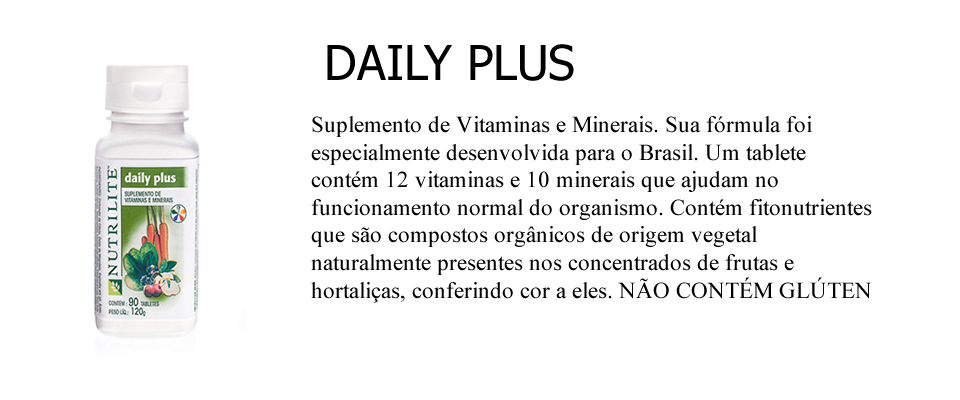 DAILY PLUS
Suplemento de Vitaminas e Minerais. Sua fórmula foi
especialmente desenvolvida para o Brasil. Um tablete
contém 12 vitaminas e 10 minerais que ajudam no
funcionamento normal do organismo. Contém fitonutrientes
que são compostos orgânicos de origem vegetal
naturalmente presentes nos concentrados de frutas e
hortaliças, conferindo cor a eles. NÃO CONTÉM GLÚTEN
NUTRILITE
daily plus
SUPLEMENTO DE
VITAMINAS E MINERAIS
CONTÉM: 90 TABLETES
PESO LÍQ.: 120g